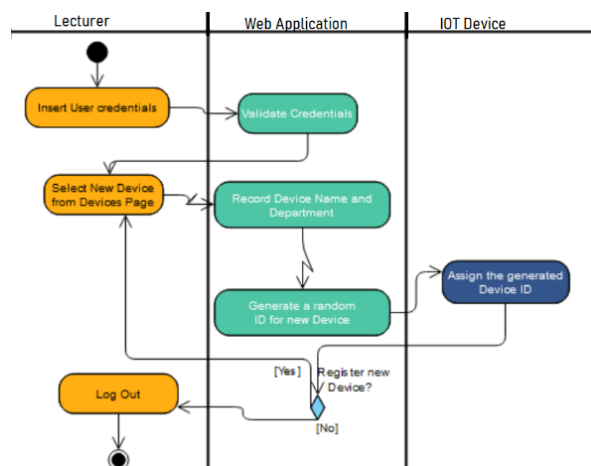 Lecturer
Web Application
IOT Device
Insert User credentials
Validate Credentials
Select New Device
from Devices Page
Record Device Name and
Department
Assign the generated
Device ID
Generate a random
ID for new Device
[Yes ]
Register new
Device?
Log Out
[No]